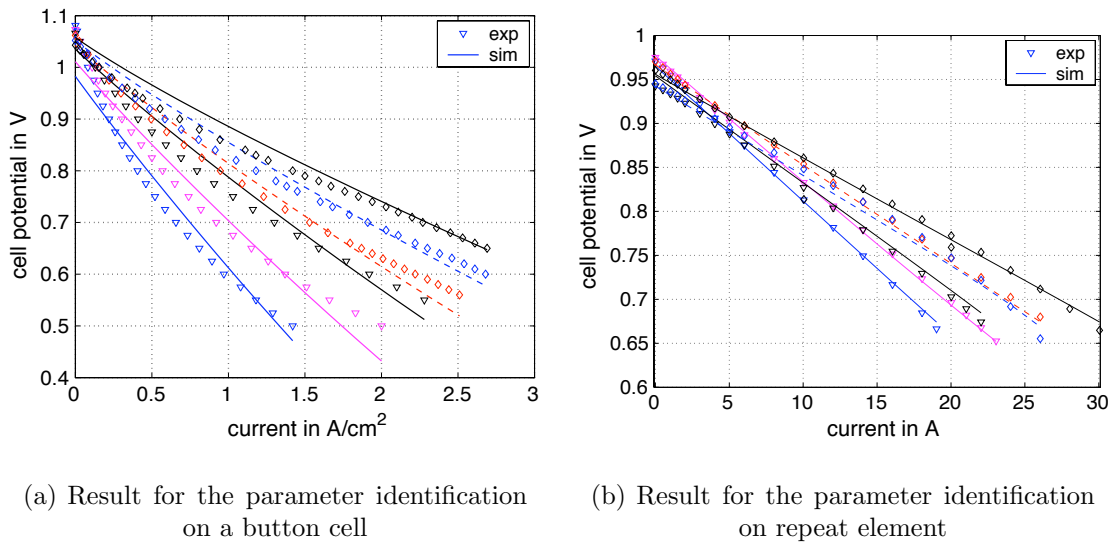 1.1
1
0.9
0.8
0.7
0.6
0.5
0.4
0
0.5
1
1.5
2
2.5
3
cell potential in V
current in A/cm²
exp
sim
(a) Result for the parameter identification
on a button cell
1
0.95
0.9
0.85
0.8
0.75
0.7
0.65
0.6
0
5
10
15
20
25
30
cell potential in V
current in A
exp
sim
(b) Result for the parameter identification
on repeat element